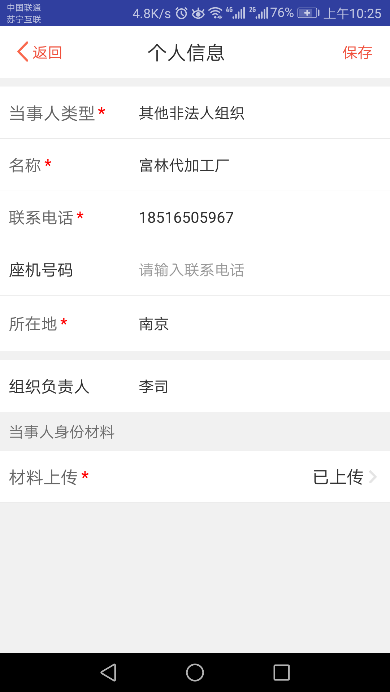 中国联通
苏宁互联
4.8K/s 4G 2G 76% 上午10:25
返回 个人信息 保存
当事人类型* 其他非法人组织
名称* 富林代加工厂
联系电话* 18516505967
座机号码 请输入联系电话
所在地* 南京
组织负责人 李司
当事人身份材料
材料上传* 已上传